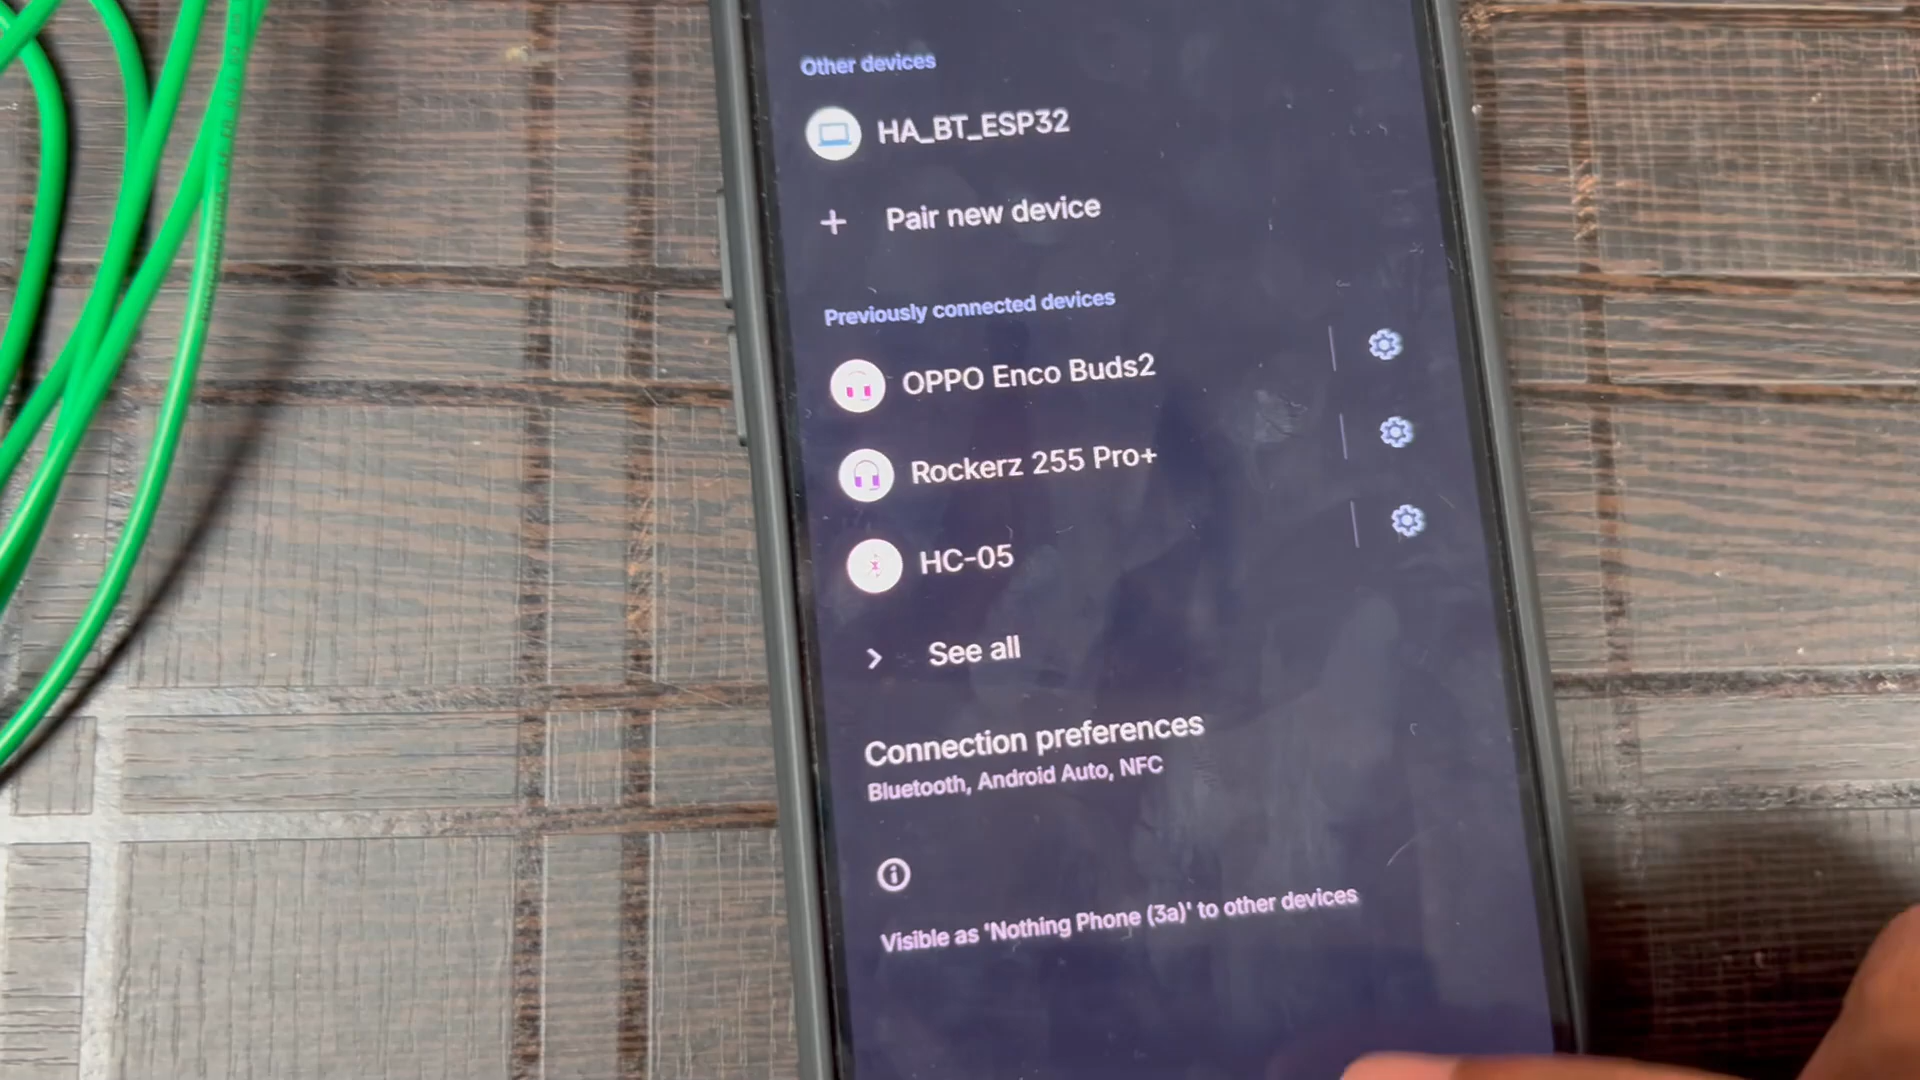 Other devices
HA_BT_ESP32
Pair new device
Previously connected devices
OPPO Enco Buds2
Rockerz 255 Pro+
HC-05
See all
Connection preferences
Bluetooth, Android Auto, NFC
Visible as 'Nothing Phone (3a)' to other devices